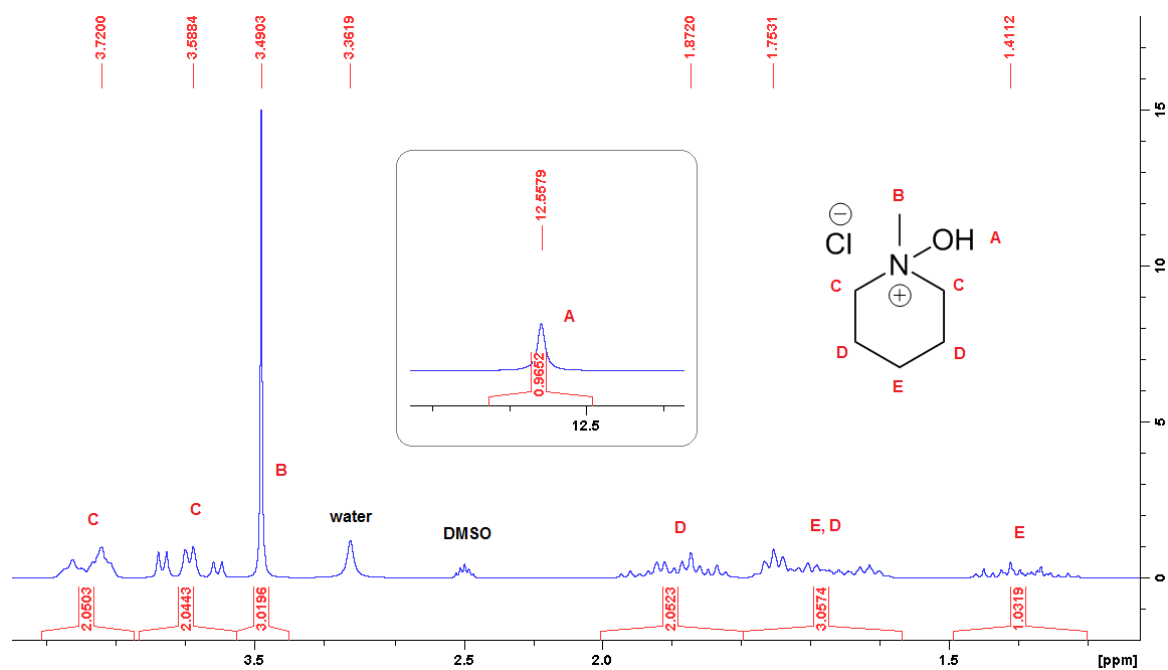 3.7200
3.5884
3.4903
3.3619
1.8720
1.7531
1.4112
12.5579
A
0.9652
12.5
B
Cl
⊖
N
OH
A
⊕
C
C
D
D
E
C
C
B
water
DMSO
D
E, D
E
2.0503
2.0443
3.0196
2.0523
3.0574
1.0319
3.5
2.5
2.0
1.5
[ppm]
15
10
5
0